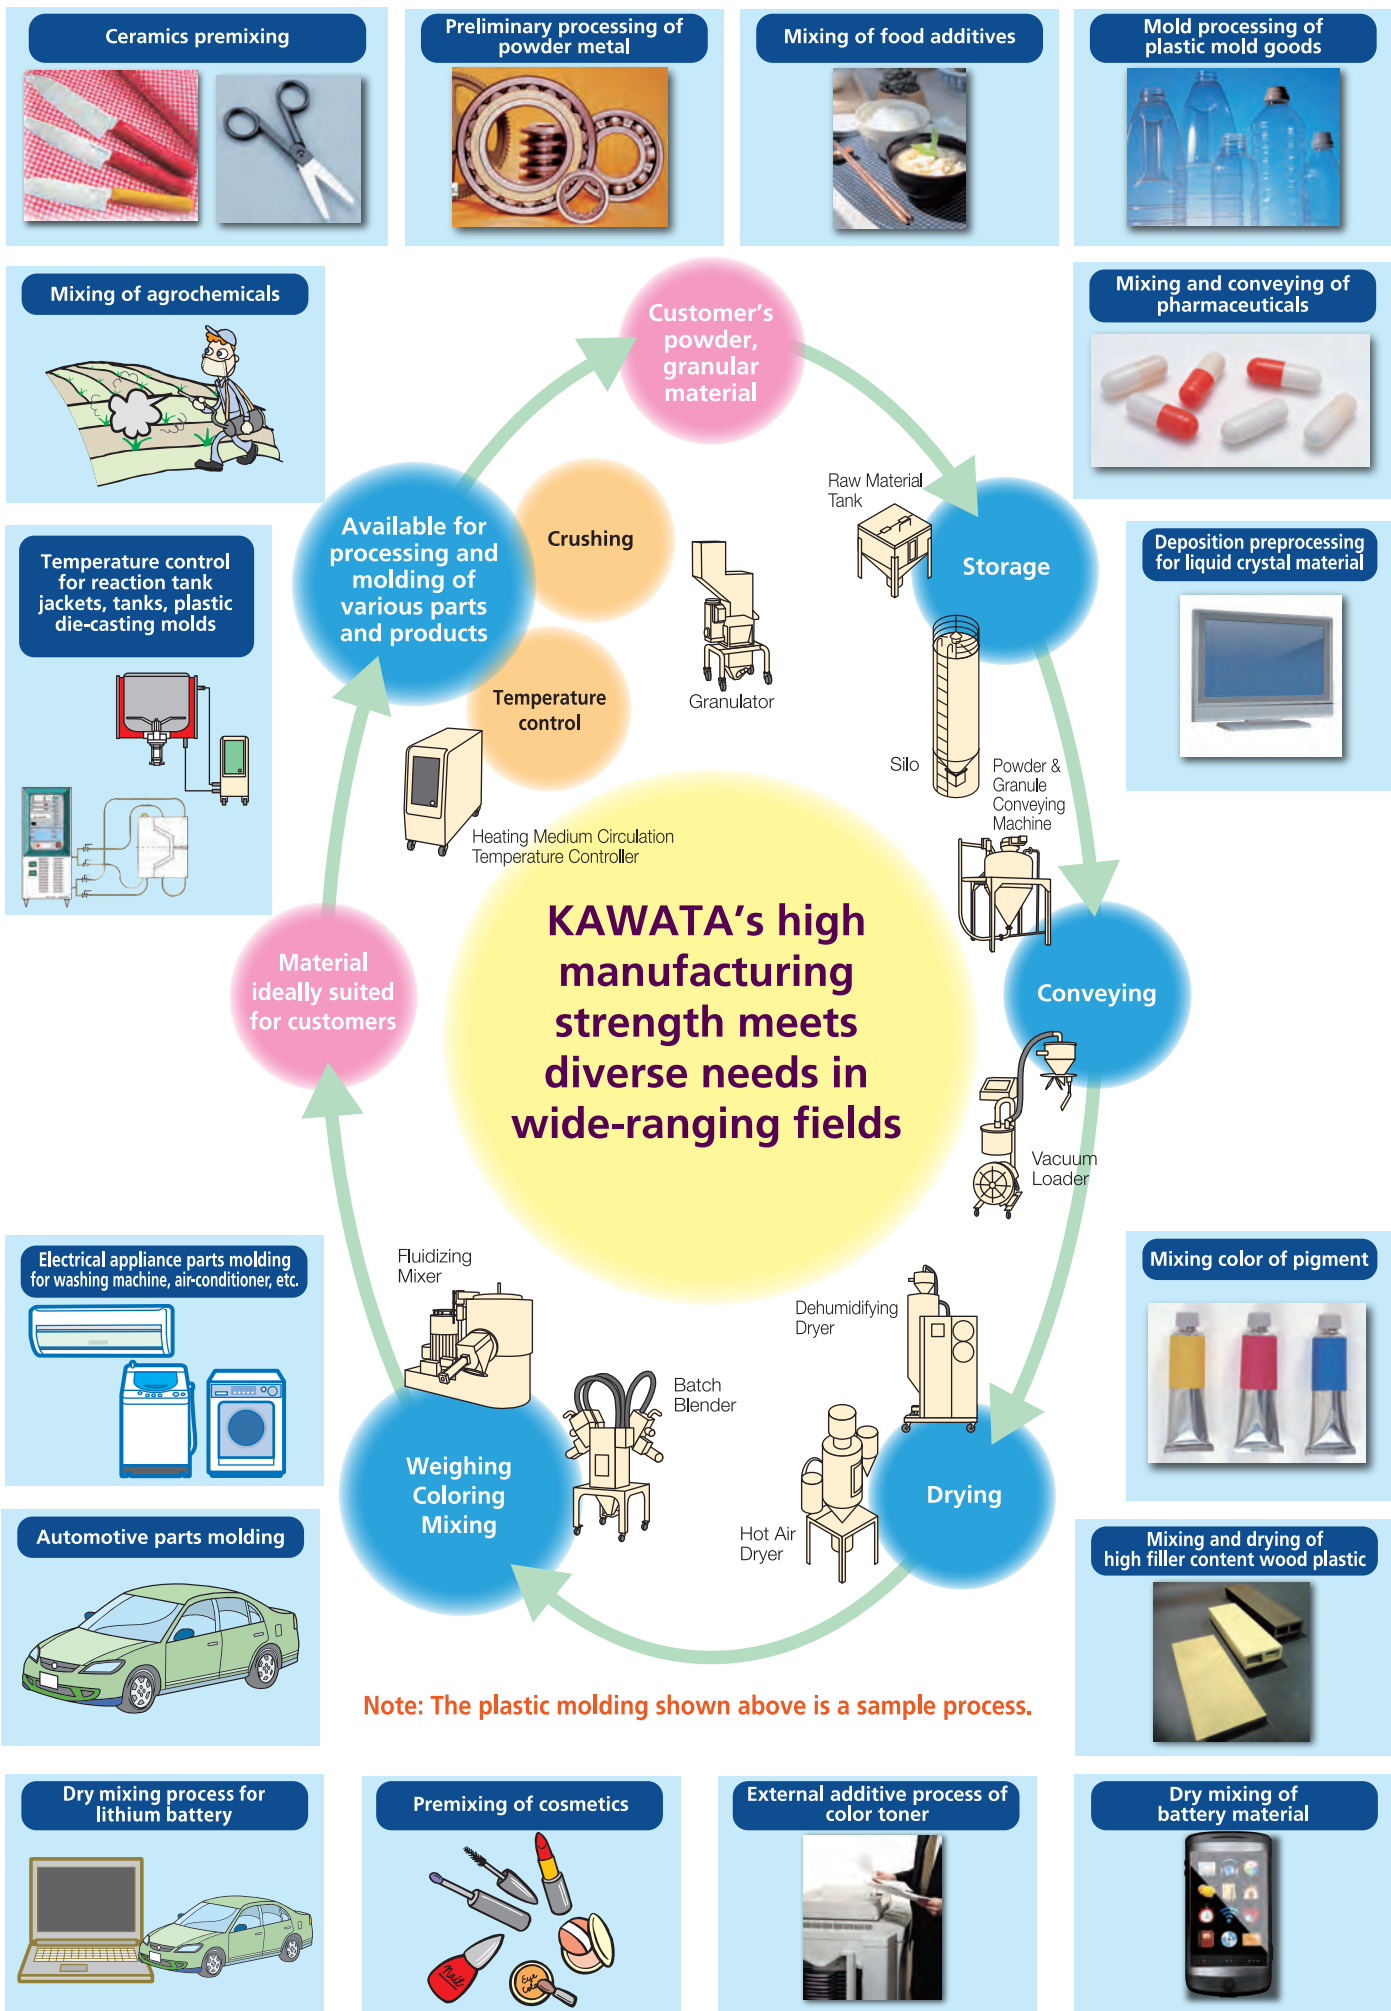 Ceramics premixing
Preliminary processing of
powder metal
Mixing of food additives
Mold processing of
plastic mold goods
Mixing of agrochemicals
Customer's
powder,
granular
material
Mixing and conveying of
pharmaceuticals
Raw Material
Tank
Storage
Available for
processing and
molding of
various parts
and products
Crushing
Temperature
control
Granulator
Temperature control
for reaction tank
jackets, tanks, plastic
die-casting molds
Deposition preprocessing
for liquid crystal material
Silo
Powder &
Granule
Conveying
Machine
Heating Medium Circulation
Temperature Controller
KAWATA's high
manufacturing
strength meets
diverse needs in
wide-ranging fields
Material
ideally suited
for customers
Conveying
Vacuum
Loader
Electrical appliance parts molding
for washing machine, air-conditioner, etc.
Fluidizing
Mixer
Dehumidifying
Dryer
Mixing color of pigment
Batch
Blender
Weighing
Coloring
Mixing
Drying
Hot Air
Dryer
Automotive parts molding
Mixing and drying of
high filler content wood plastic
Note: The plastic molding shown above is a sample process.
Dry mixing process for
lithium battery
Premixing of cosmetics
Nail
Eye
Color
External additive process of
color toner
Dry mixing of
battery material